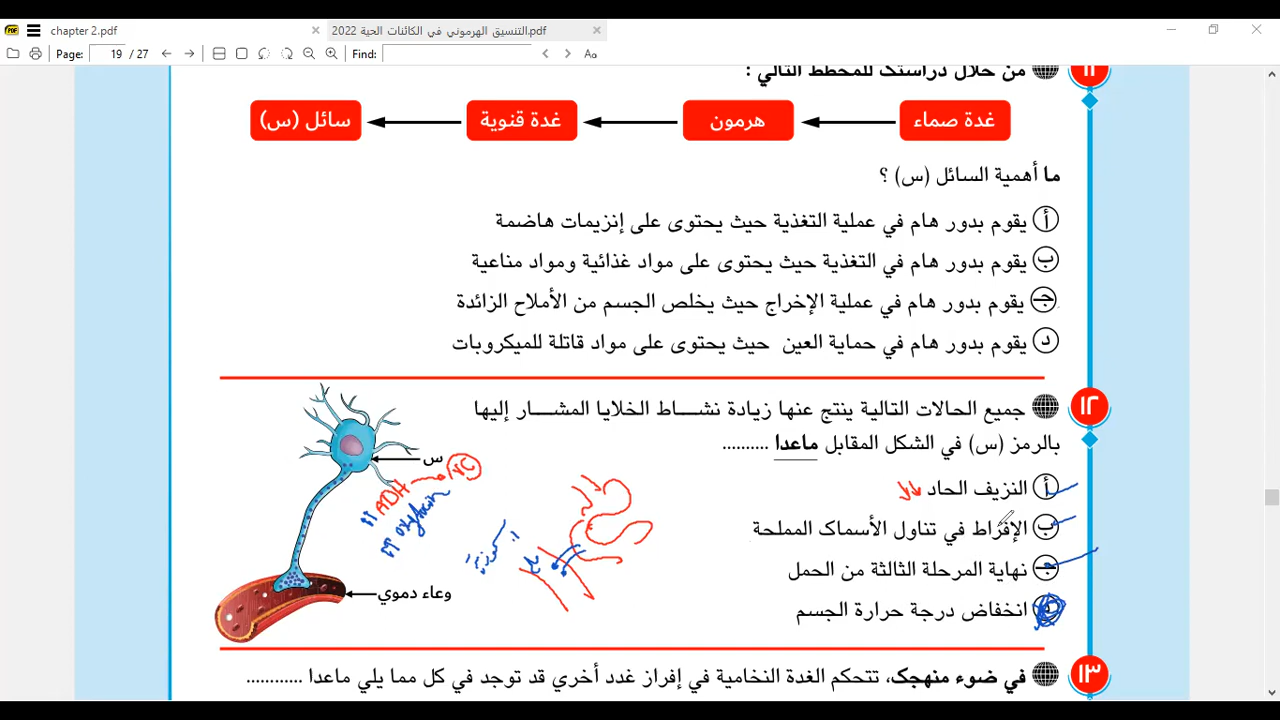 chapter 2.pdf
التنسيق الهرموني في الكائنات الحية 2022.pdf
Page: 19 / 27
Find:
Aa
١١
من خلال دراستك للمخطط التالي :
غدة صماء
هرمون
غدة قنوية
سائل (س)
ما أهمية السائل (س) ؟
أ يقوم بدور هام في عملية التغذية حيث يحتوى على إنزيمات هاضمة
ب يقوم بدور هام في التغذية حيث يحتوى على مواد غذائية ومواد مناعية
جـ يقوم بدور هام في عملية الإخراج حيث يخلص الجسم من الأملاح الزائدة
د يقوم بدور هام في حماية العين حيث يحتوى على مواد قاتلة للميكروبات
١٢
جميع الحالات التالية ينتج عنها زيادة نشـــاط الخلايا المشـــار إليها
بالرمز (س) في الشكل المقابل ماعدا ..........
أ النزيف الحاد
ب الإفراط في تناول الأسماك المملحة
جـ نهاية المرحلة الثالثة من الحمل
انخفاض درجة حرارة الجسم
س
ADH
VC
oxytocin
وعاء دموي
١٣
في ضوء منهجك، تتحكم الغدة النخامية في إفراز غدد أخري قد توجد في كل مما يلي ماعدا ............